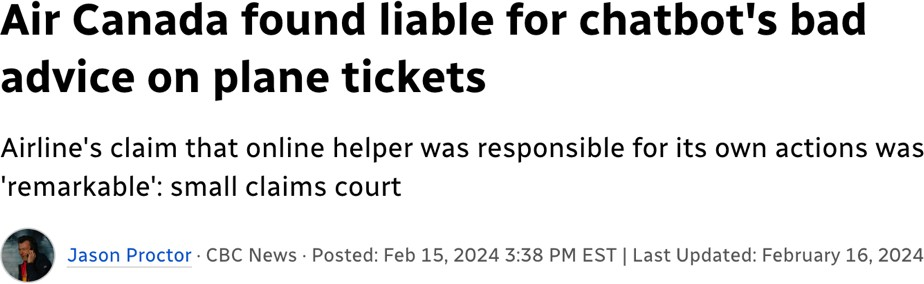 Air Canada found liable for chatbot's bad
advice on plane tickets
Airline's claim that online helper was responsible for its own actions was
'remarkable': small claims court
Jason Proctor · CBC News · Posted: Feb 15, 2024 3:38 PM EST | Last Updated: February 16, 2024